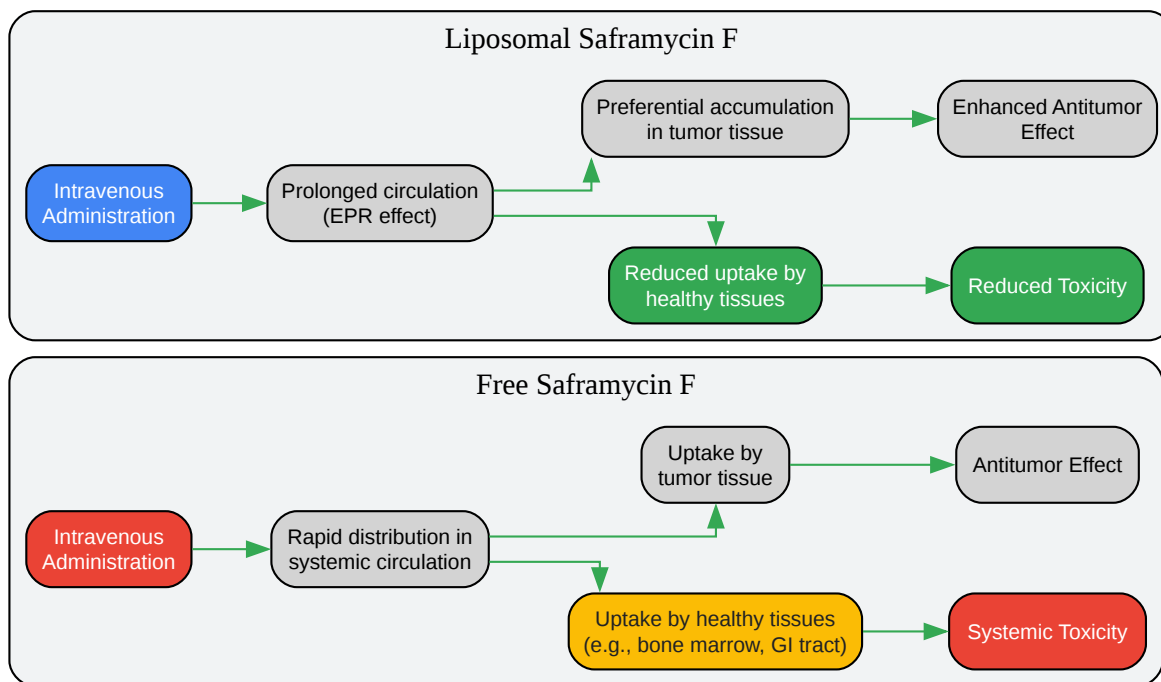 Liposomal Saframycin F
Preferential accumulation
in tumor tissue
Enhanced Antitumor
Effect
Intravenous
Administration
Prolonged circulation
(EPR effect)
Reduced uptake by
healthy tissues
Reduced Toxicity
Free Saframycin F
Uptake by
tumor tissue
Antitumor Effect
Intravenous
Administration
Rapid distribution in
systemic circulation
Uptake by healthy tissues
(e.g., bone marrow, GI tract)
Systemic Toxicity